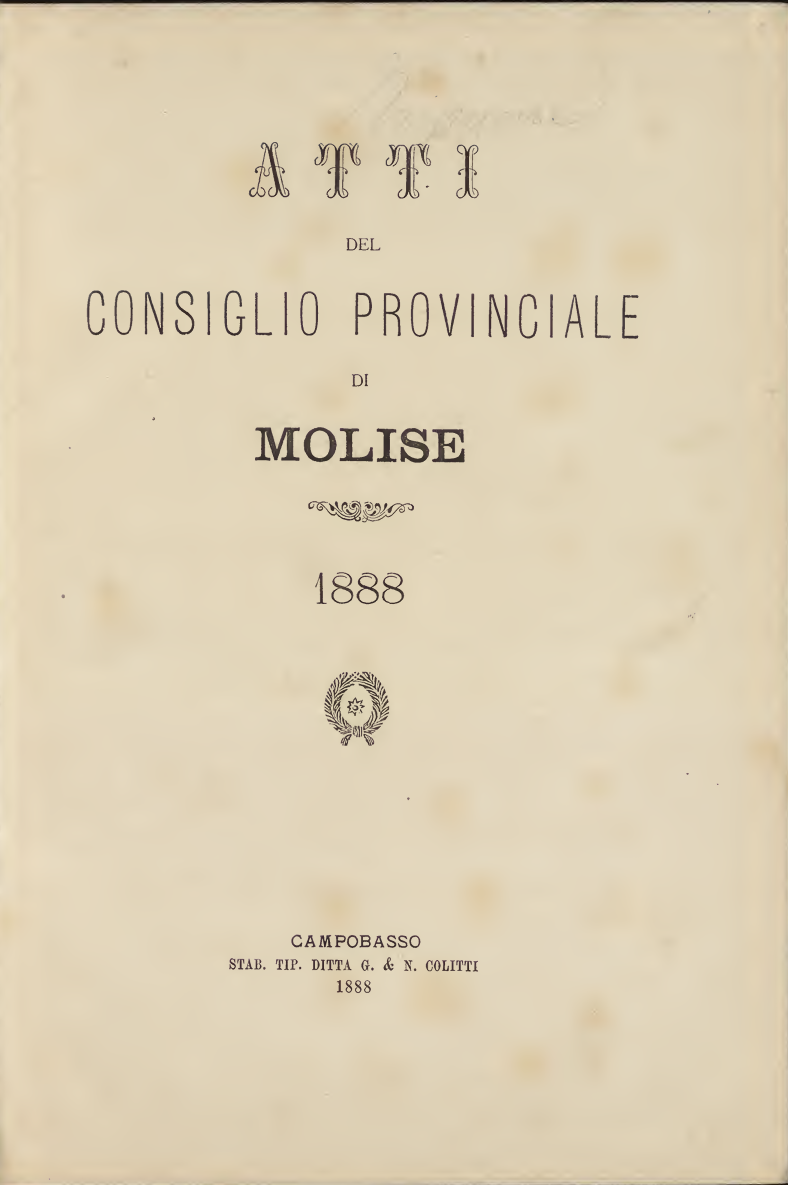 ATTI
DEL
CONSIGLIO PROVINCIALE
DI
MOLISE
1888
CAMPOBASSO
STAB. TIP. DITTA G. & N. COLITTI
1888